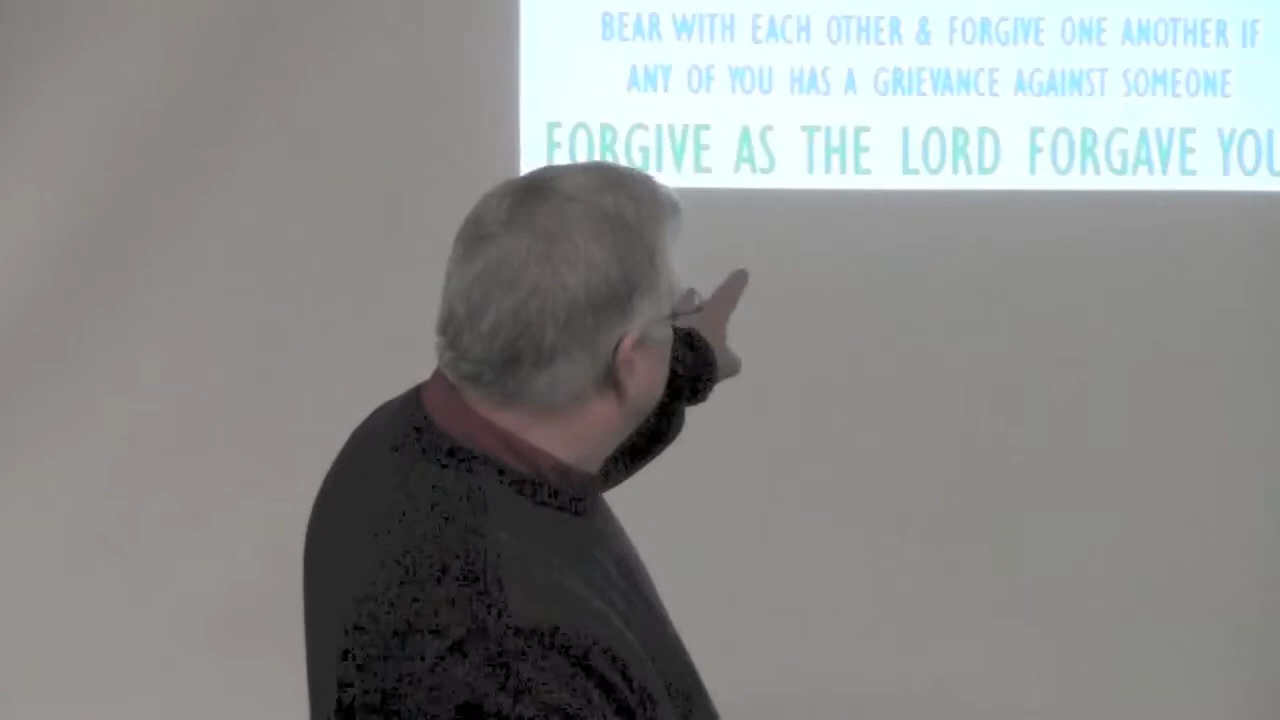 BEAR WITH EACH OTHER & FORGIVE ONE ANOTHER IF
ANY OF YOU HAS A GRIEVANCE AGAINST SOMEONE
FORGIVE AS THE LORD FORGAVE YOU